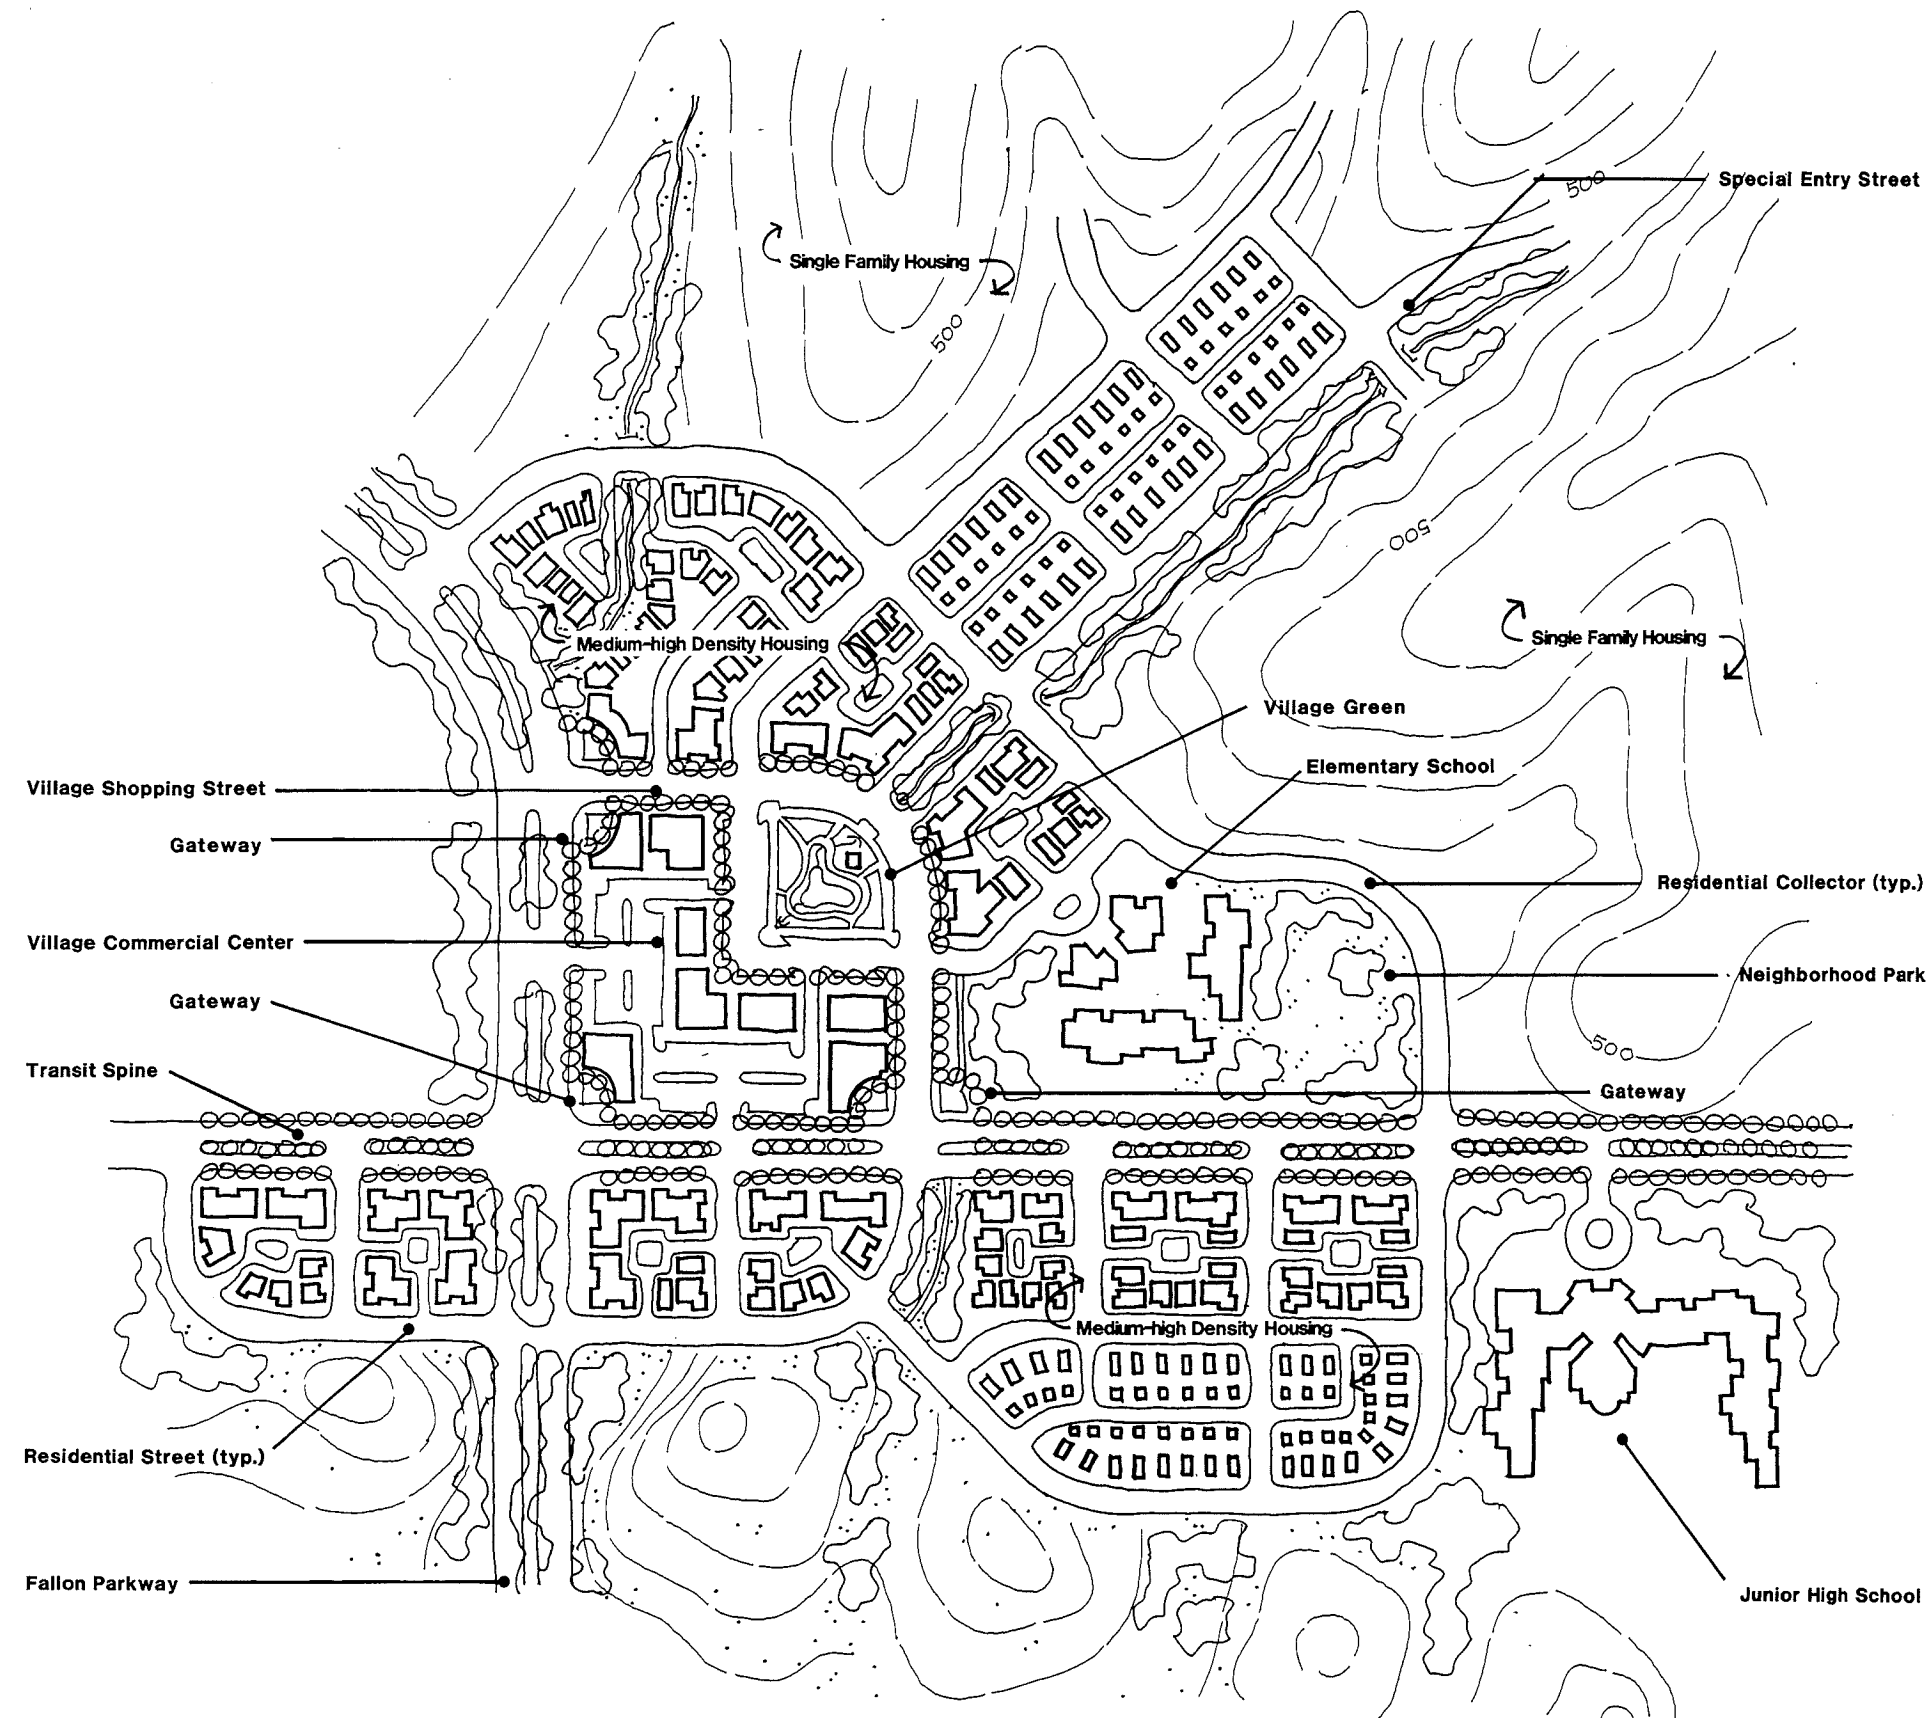 Special Entry Street
500
Single Family Housing
500
500
Single Family Housing
Medium-high Density Housing
Village Green
Elementary School
Village Shopping Street
Gateway
Residential Collector (typ.)
Village Commercial Center
Neighborhood Park
Gateway
500
Transit Spine
Gateway
Medium-high Density Housing
Residential Street (typ.)
Fallon Parkway
Junior High School